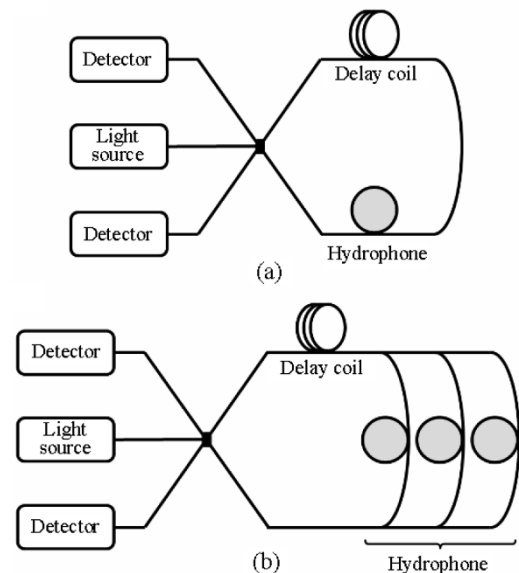 Detector
Delay coil
Light
source
Detector
Hydrophone
(a)
Detector
Delay coil
Light
source
Detector
(b)
Hydrophone